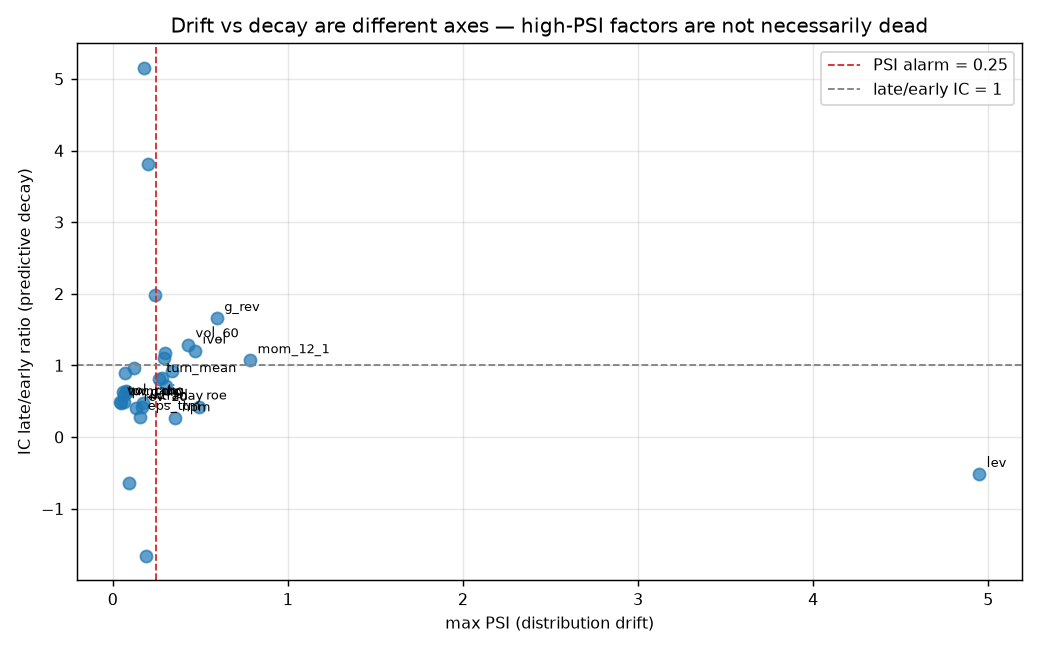 Drift vs decay are different axes — high-PSI factors are not necessarily dead
PSI alarm = 0.25
late/early IC = 1
IC late/early ratio (predictive decay)
5
4
3
2
1
0
−1
g_rev
vol_60
ivol
mom_12_1
turn_mean
roe
eps_ttm
npm
lev
0
1
2
3
4
5
max PSI (distribution drift)